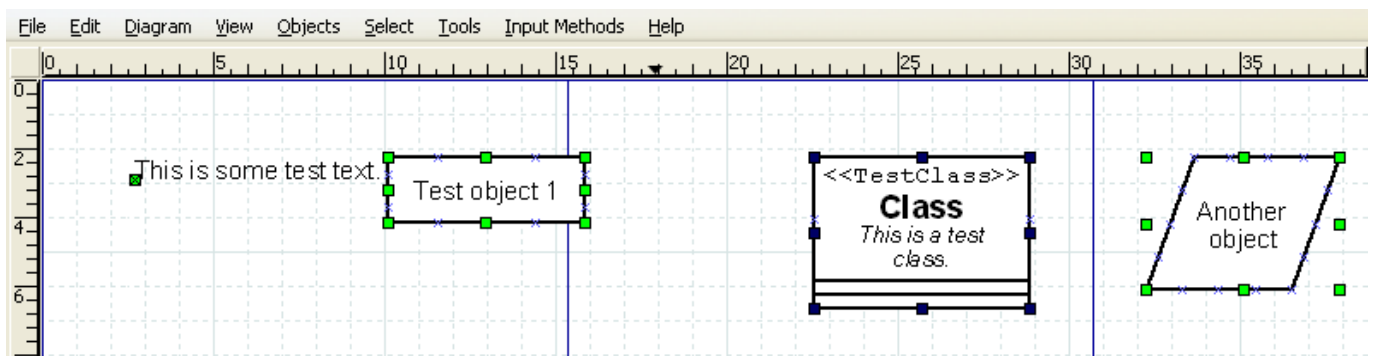 File Edit Diagram View Objects Select Tools Input Methods Help
0 5 10 15 20 25 30 35
0
2
4
6
This is some test text.
Test object 1
<<TestClass>>
Class
This is a test
class.
Another
object